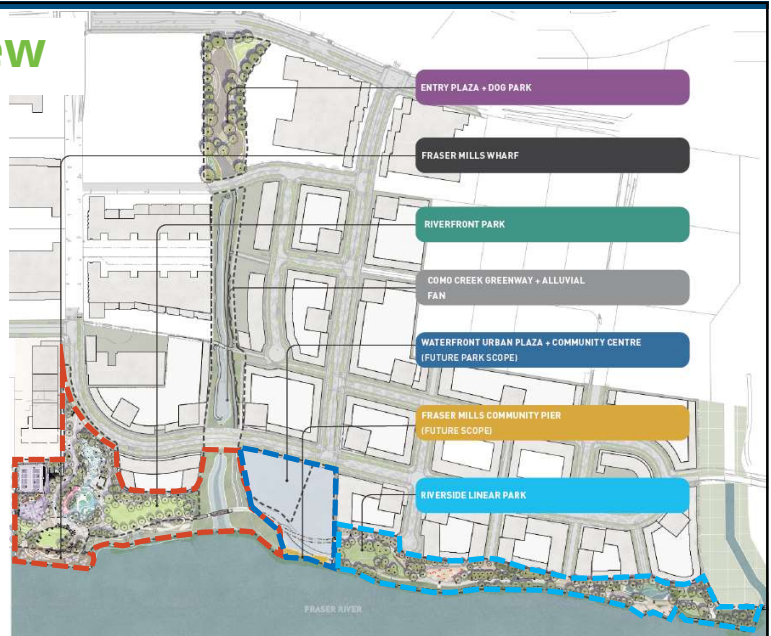 ew
ENTRY PLAZA + DOG PARK
FRASER MILLS WHARF
RIVERFRONT PARK
COMO CREEK GREENWAY + ALLUVIAL
FAN
WATERFRONT URBAN PLAZA + COMMUNITY CENTRE
(FUTURE PARK SCOPE)
FRASER MILLS COMMUNITY PIER
(FUTURE SCOPE)
RIVERSIDE LINEAR PARK
FRASER RIVER